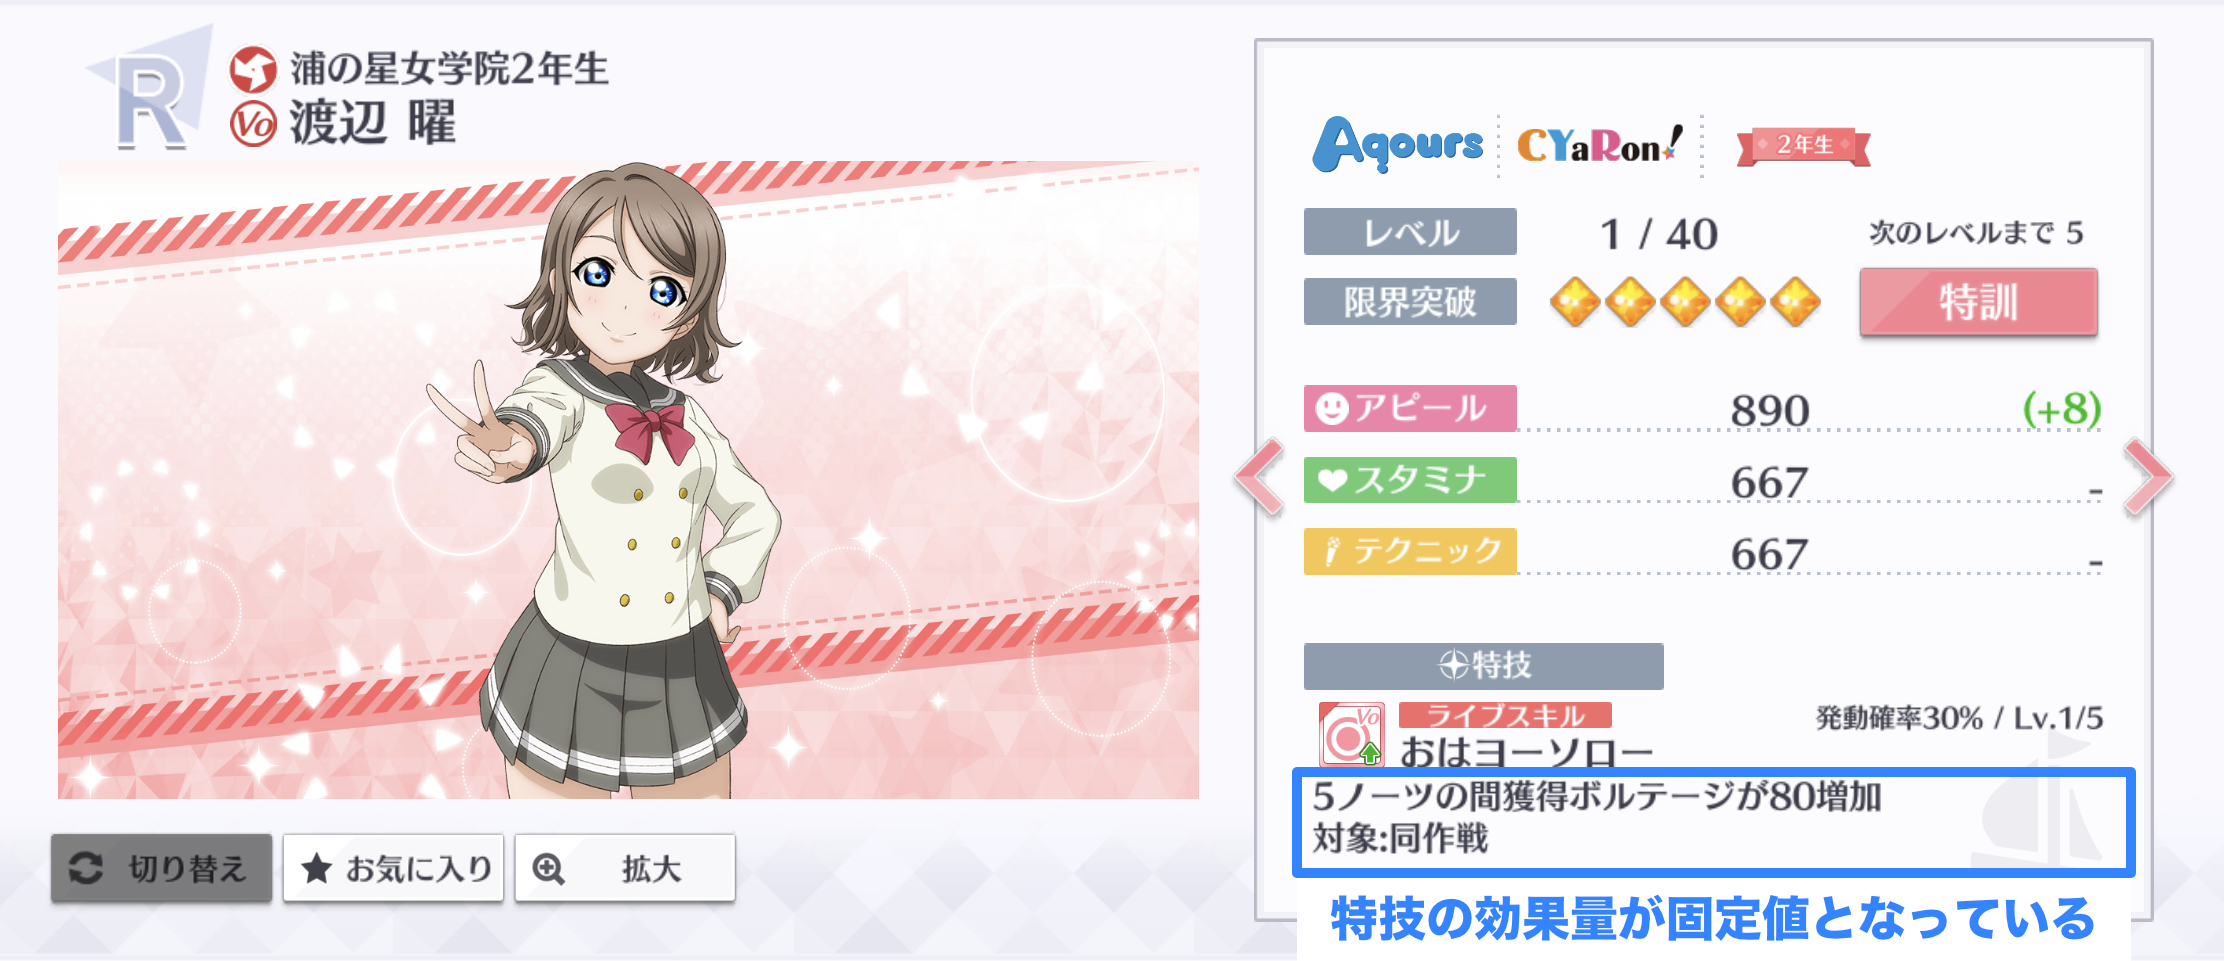 R
浦の星女学院2年生
Vo 渡辺 曜
切り替え
お気に入り
拡大
Aqours
CYaRon!
2年生
レベル 1 / 40 次のレベルまで 5
限界突破 特訓
アピール 890 (+8)
スタミナ 667 -
テクニック 667 -
特技
Vo ライブスキル 発動確率30% / Lv.1/5
おはヨーソロー
5ノーツの間獲得ボルテージが80増加
対象:同作戦
特技の効果量が固定値となっている